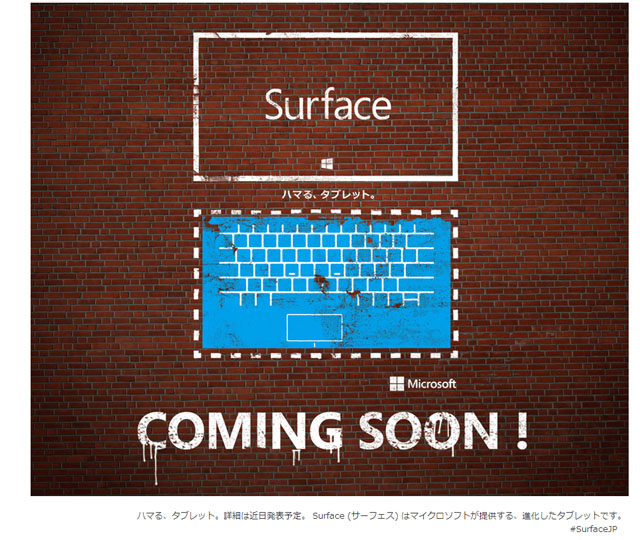 Surface
ハマる、タブレット。
Microsoft
COMING SOON !
ハマる、タブレット。詳細は近日発表予定。 Surface (サーフェス) はマイクロソフトが提供する、進化したタブレットです。
#SurfaceJP